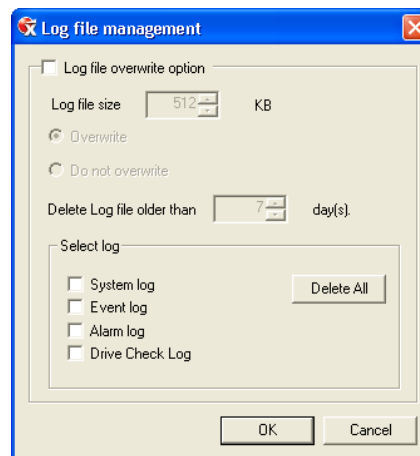 Log file management
Log file overwrite option
Log file size 512 KB
Overwrite
Do not overwrite
Delete Log file older than 7 day(s).
Select log
System log
Delete All
Event log
Alarm log
Drive Check Log
OK Cancel